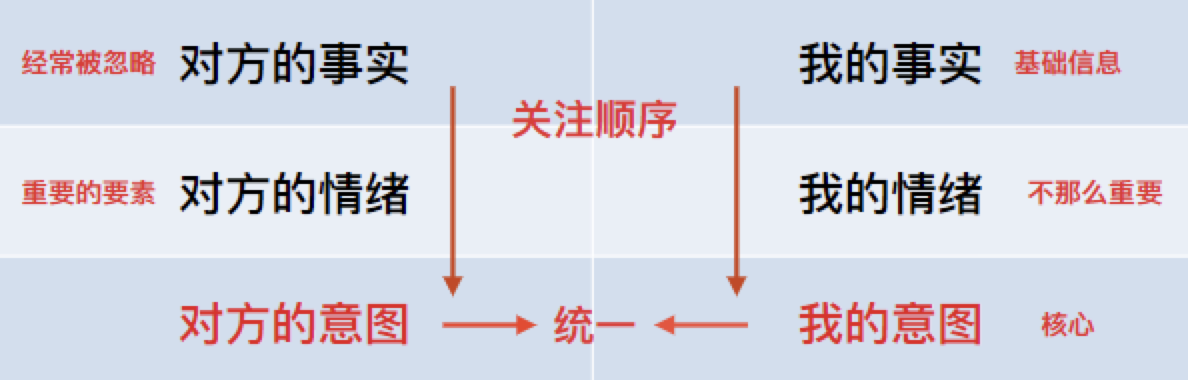 经常被忽略 对方的事实 我的事实 基础信息
关注顺序
重要的要素 对方的情绪 我的情绪 不那么重要
对方的意图 统一 我的意图 核心